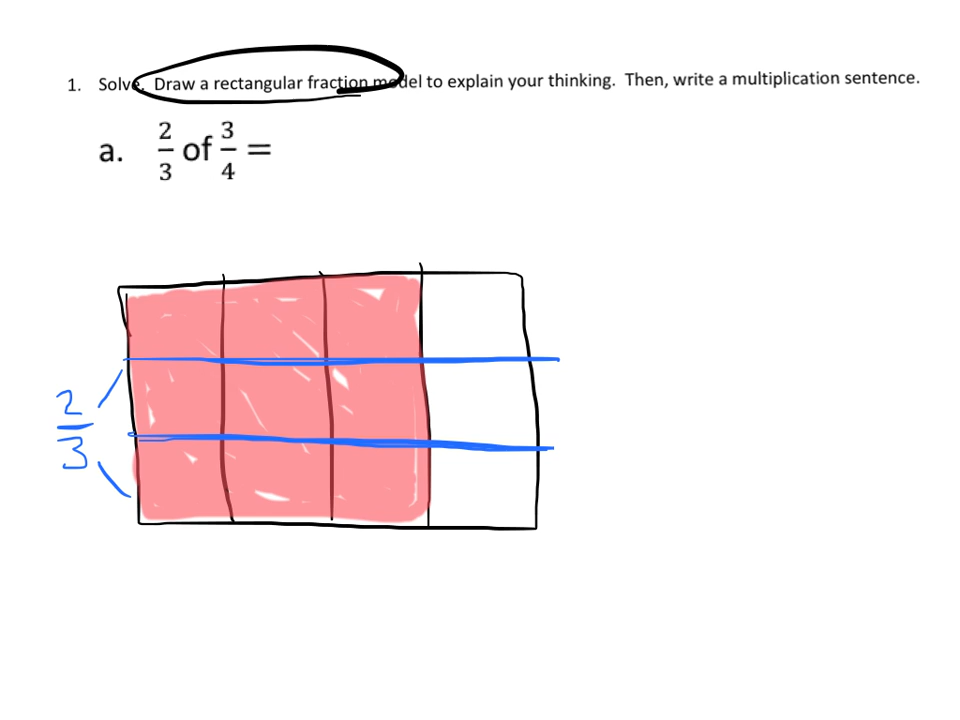 1. Solve. Draw a rectangular fraction model to explain your thinking. Then, write a multiplication sentence.
a. 2/3 of 3/4 =
2/3